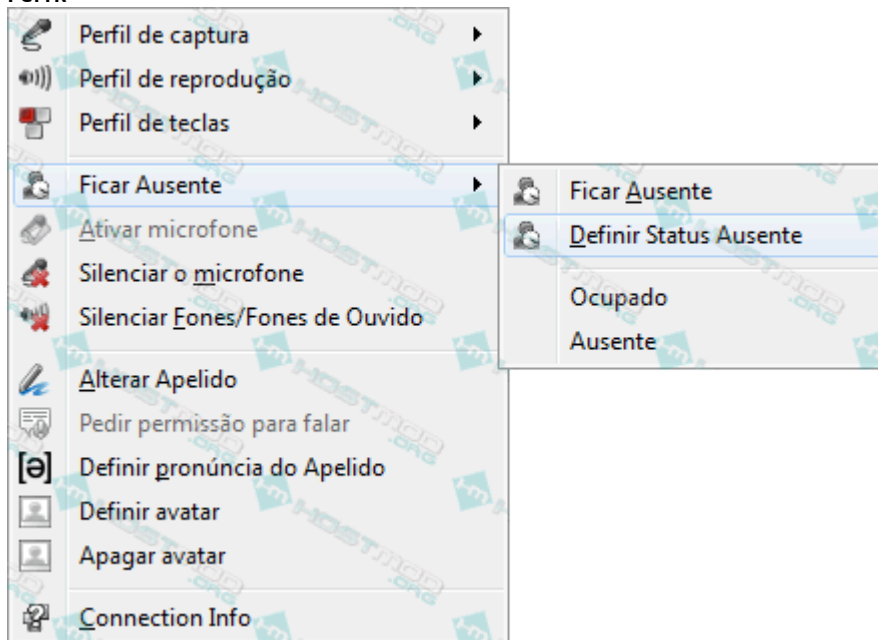 Perfil de captura
Perfil de reprodução
Perfil de teclas
Ficar Ausente
Ativar microfone
Silenciar o microfone
Silenciar Fones/Fones de Ouvido
Alterar Apelido
Pedir permissão para falar
[ə] Definir pronúncia do Apelido
Definir avatar
Apagar avatar
Connection Info
Ficar Ausente
Definir Status Ausente
Ocupado
Ausente
HOSTMOD
.ORG